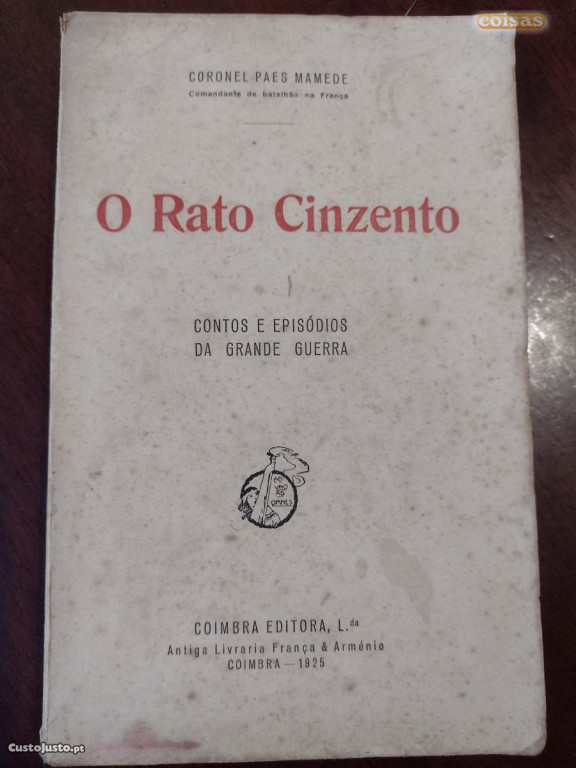 coisas
CORONEL PAES MAMEDE
Comandante de batalhão na França
O Rato Cinzento
CONTOS E EPISÓDIOS
DA GRANDE GUERRA
OMNES
COIMBRA EDITORA, L.da
Antiga Livraria França & Arménio
COIMBRA — 1925
CustoJusto.pt